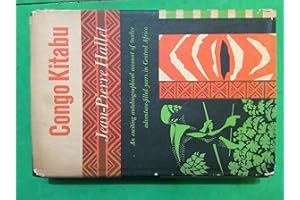 Congo Kitabu
Jean-Pierre Hallet
An exciting autobiographical account of twelve
adventure-filled years in Central Africa